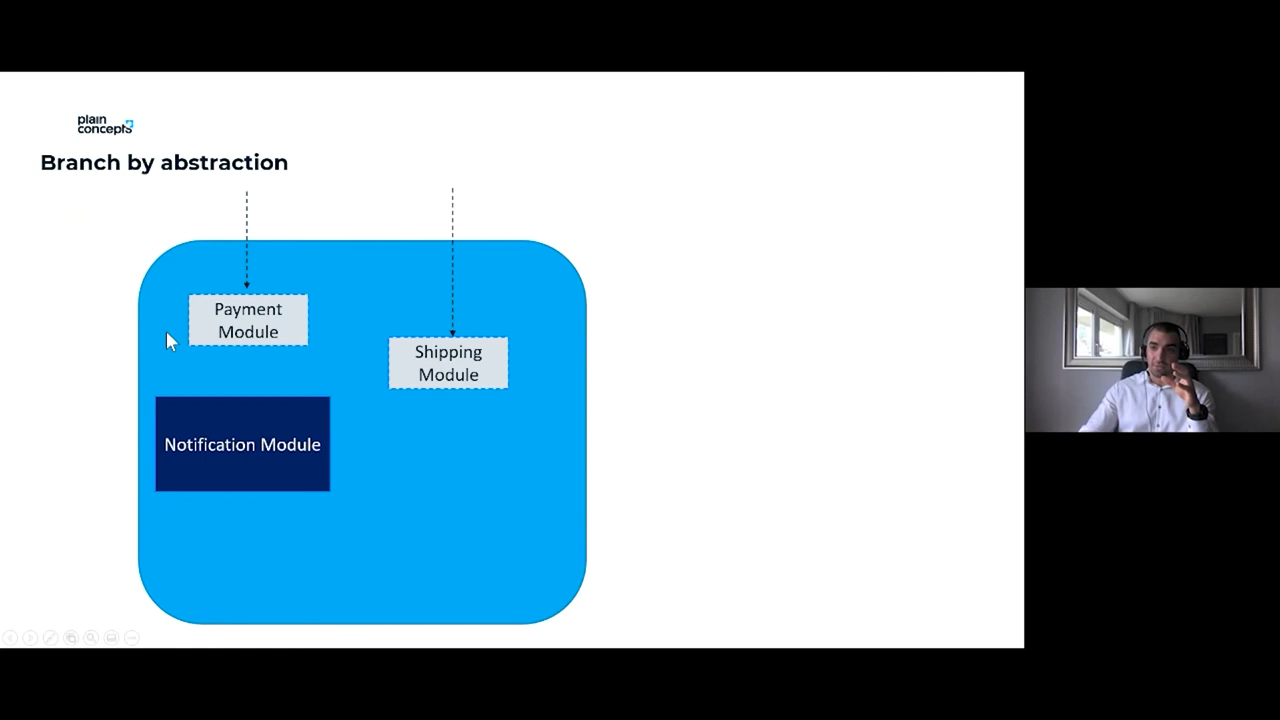 plain
concepts
Branch by abstraction
Payment
Module
Shipping
Module
Notification Module